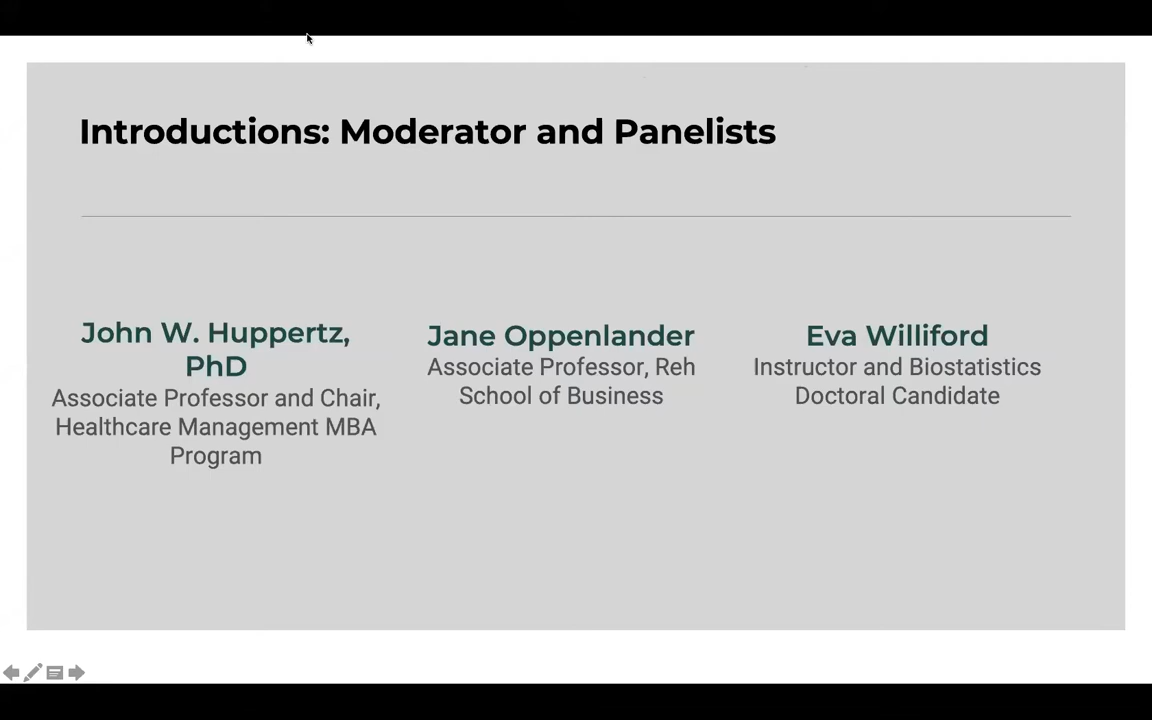 Introductions: Moderator and Panelists
John W. Huppertz,
PhD
Associate Professor and Chair,
Healthcare Management MBA
Program
Jane Oppenlander
Associate Professor, Reh
School of Business
Eva Williford
Instructor and Biostatistics
Doctoral Candidate